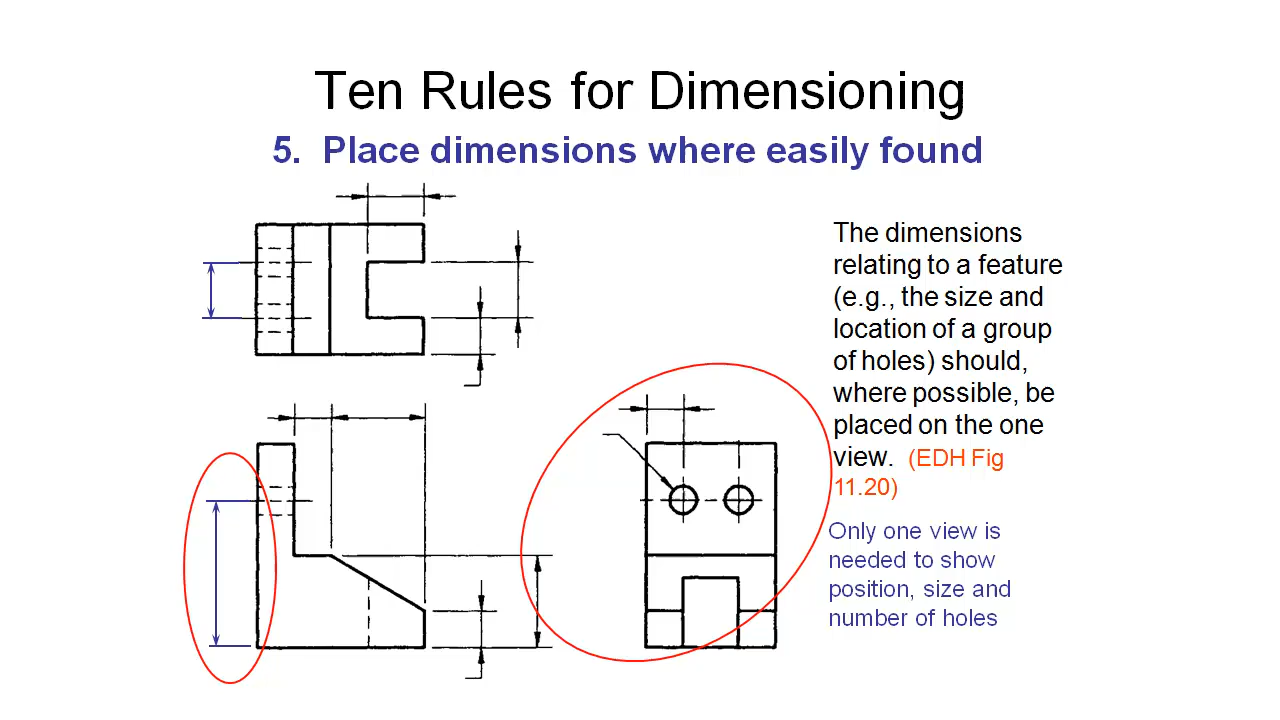 Ten Rules for Dimensioning
5. Place dimensions where easily found
The dimensions
relating to a feature
(e.g., the size and
location of a group
of holes) should,
where possible, be
placed on the one
view. (EDH Fig
11.20)
Only one view is
needed to show
position, size and
number of holes